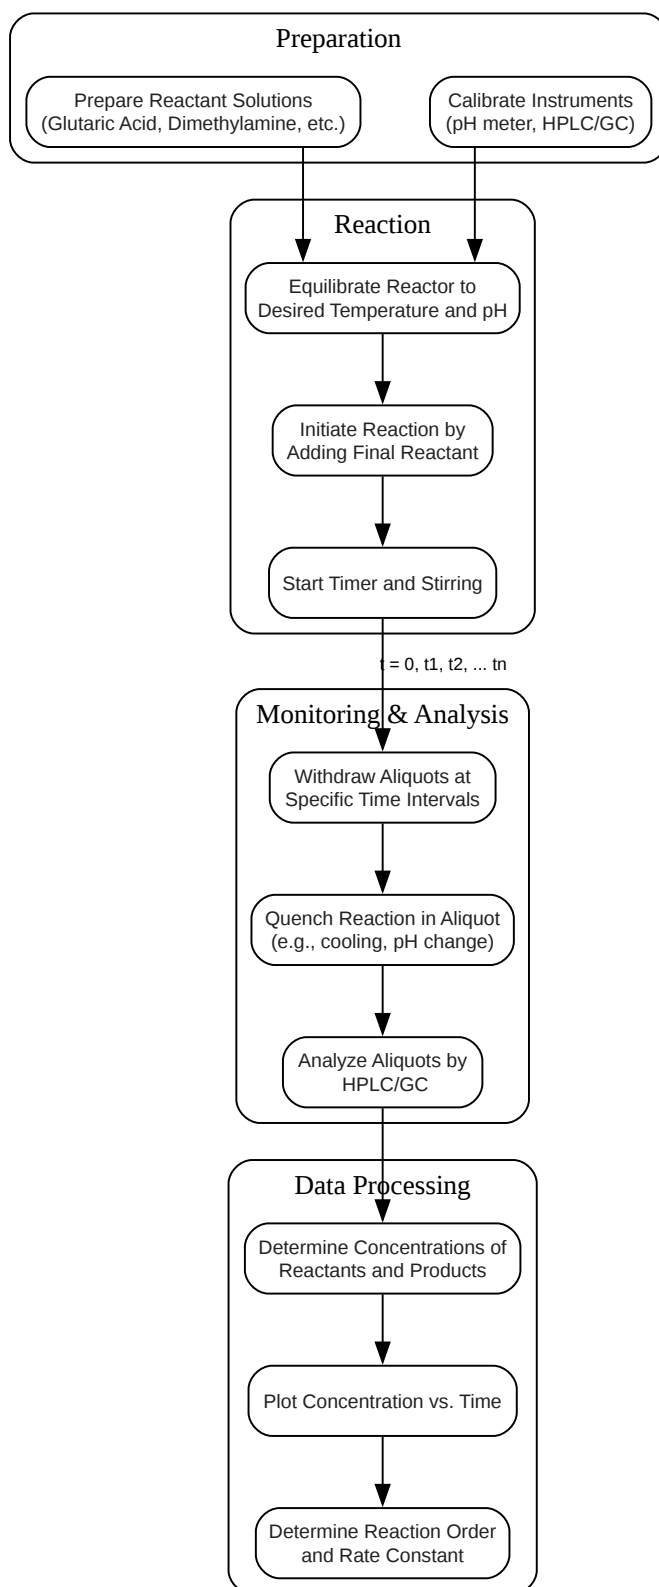 Preparation
Prepare Reactant Solutions
(Glutaric Acid, Dimethylamine, etc.)
Calibrate Instruments
(pH meter, HPLC/GC)
Reaction
Equilibrate Reactor to
Desired Temperature and pH
Initiate Reaction by
Adding Final Reactant
Start Timer and Stirring
t = 0, t1, t2, ... tn
Monitoring & Analysis
Withdraw Aliquots at
Specific Time Intervals
Quench Reaction in Aliquot
(e.g., cooling, pH change)
Analyze Aliquots by
HPLC/GC
Data Processing
Determine Concentrations of
Reactants and Products
Plot Concentration vs. Time
Determine Reaction Order
and Rate Constant